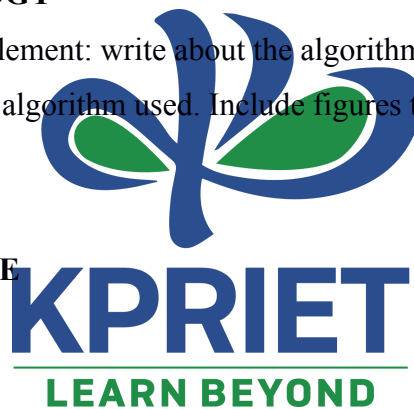 lement: write about the algorithm
algorithm used. Include figures t
E
KPRIET
LEARN BEYOND